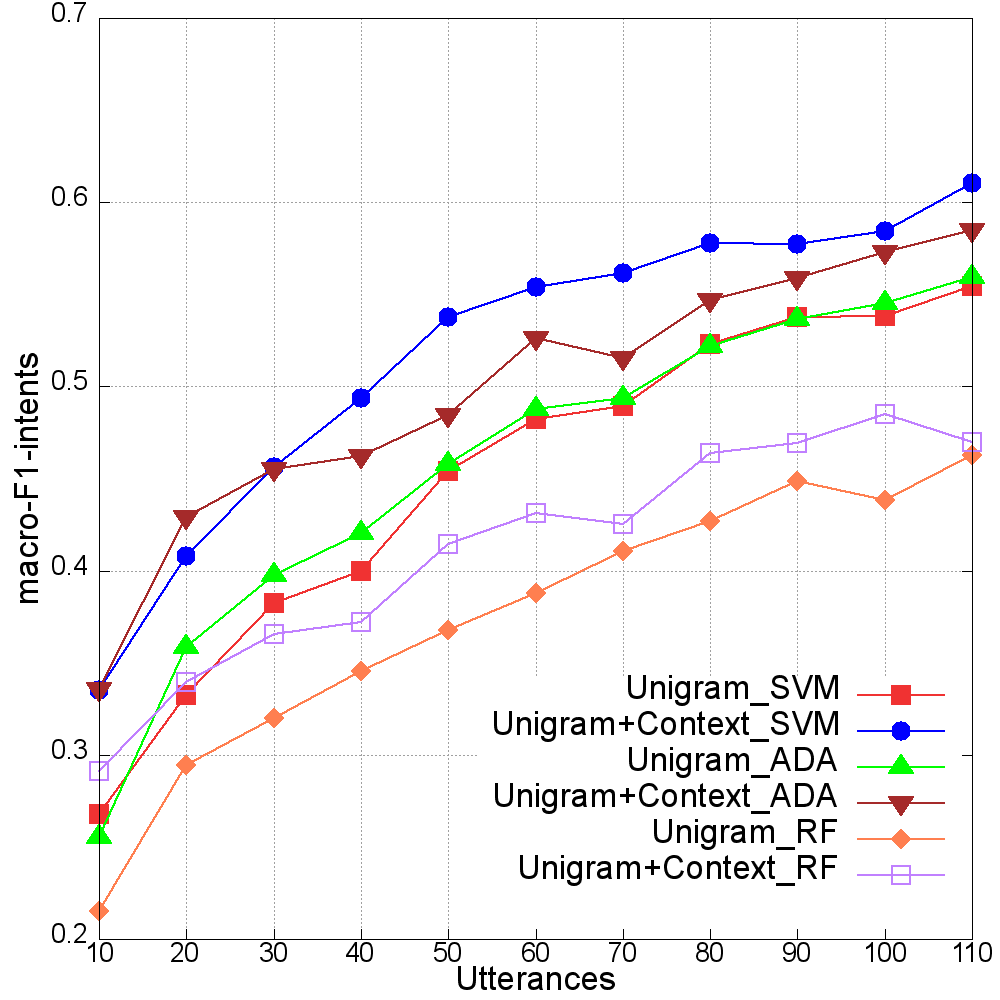 0.7
0.6
0.5
0.4
0.3
0.2
macro-F1-intents
Unigram_SVM
Unigram+Context_SVM
Unigram_ADA
Unigram+Context_ADA
Unigram_RF
Unigram+Context_RF
10 20 30 40 50 60 70 80 90 100 110
Utterances